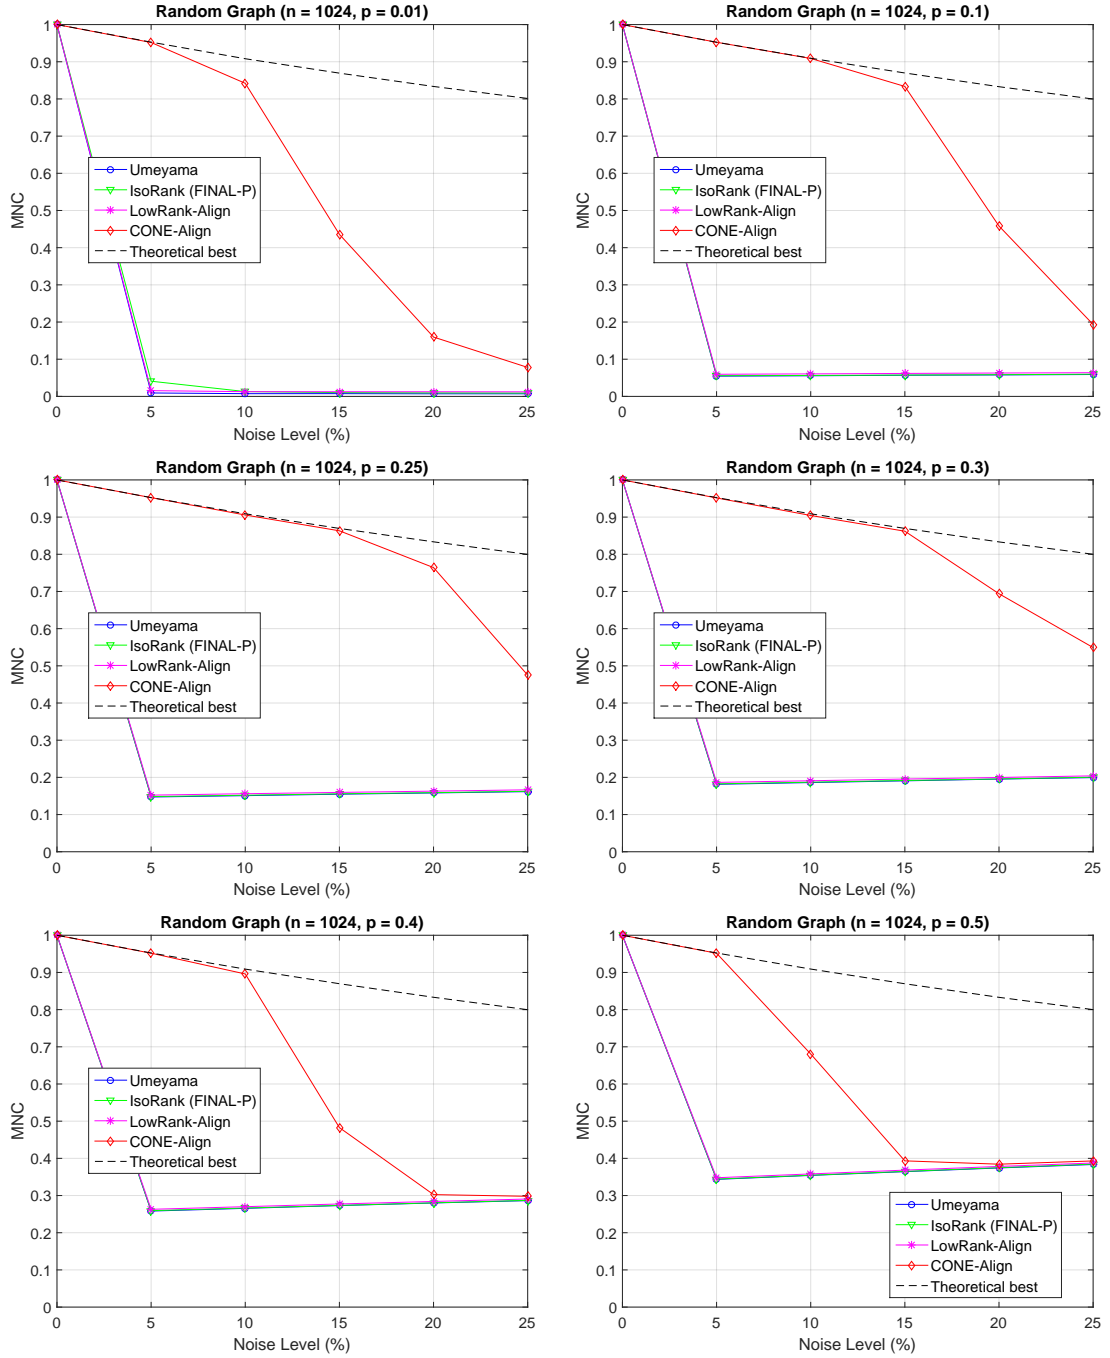 Random Graph (n = 1024, p = 0.01)
1
0.9
0.8
0.7
0.6
0.5
0.4
0.3
0.2
0.1
0
MNC
Umeyama
IsoRank (FINAL-P)
LowRank-Align
CONE-Align
Theoretical best
0 5 10 15 20 25
Noise Level (%)
Random Graph (n = 1024, p = 0.1)
1
0.9
0.8
0.7
0.6
0.5
0.4
0.3
0.2
0.1
0
MNC
Umeyama
IsoRank (FINAL-P)
LowRank-Align
CONE-Align
Theoretical best
0 5 10 15 20 25
Noise Level (%)
Random Graph (n = 1024, p = 0.25)
1
0.9
0.8
0.7
0.6
0.5
0.4
0.3
0.2
0.1
0
MNC
Umeyama
IsoRank (FINAL-P)
LowRank-Align
CONE-Align
Theoretical best
0 5 10 15 20 25
Noise Level (%)
Random Graph (n = 1024, p = 0.3)
1
0.9
0.8
0.7
0.6
0.5
0.4
0.3
0.2
0.1
0
MNC
Umeyama
IsoRank (FINAL-P)
LowRank-Align
CONE-Align
Theoretical best
0 5 10 15 20 25
Noise Level (%)
Random Graph (n = 1024, p = 0.4)
1
0.9
0.8
0.7
0.6
0.5
0.4
0.3
0.2
0.1
0
MNC
Umeyama
IsoRank (FINAL-P)
LowRank-Align
CONE-Align
Theoretical best
0 5 10 15 20 25
Noise Level (%)
Random Graph (n = 1024, p = 0.5)
1
0.9
0.8
0.7
0.6
0.5
0.4
0.3
0.2
0.1
0
MNC
Umeyama
IsoRank (FINAL-P)
LowRank-Align
CONE-Align
Theoretical best
0 5 10 15 20 25
Noise Level (%)